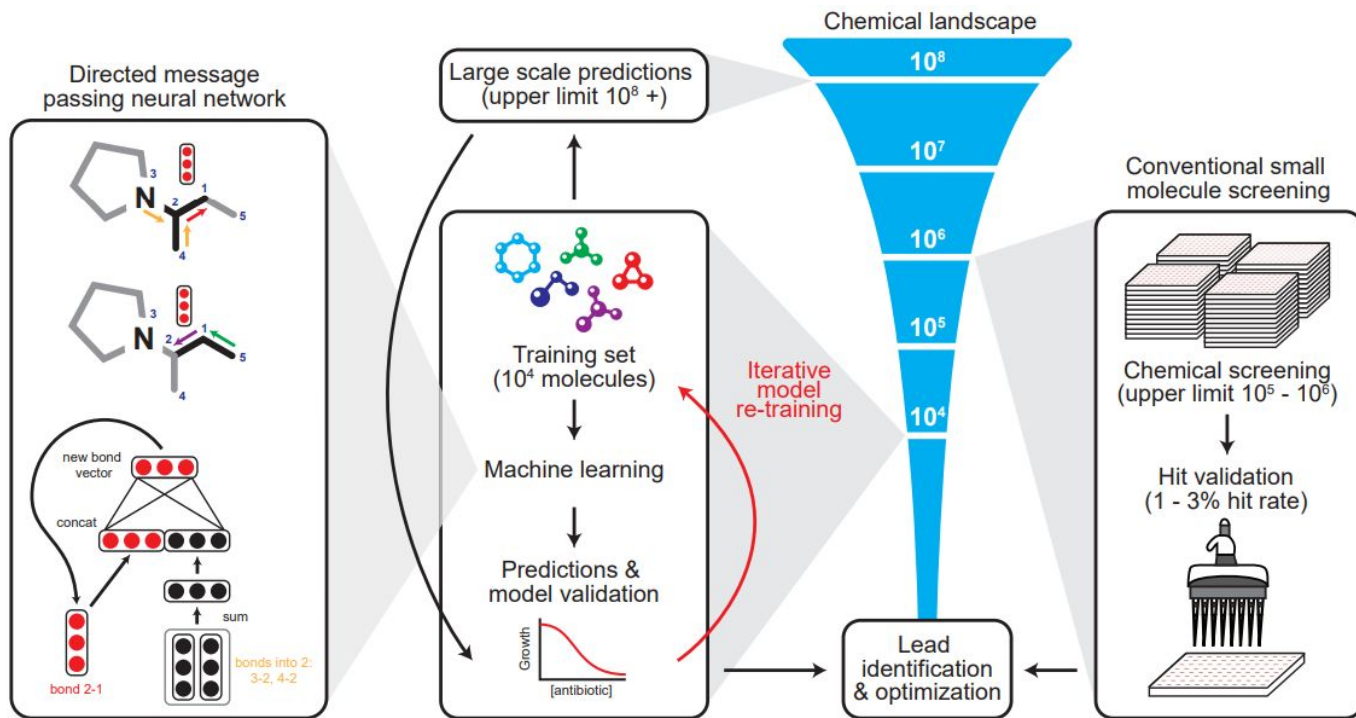 Directed message
passing neural network
3
N
2
1
5
4
3
N
2
1
5
4
new bond
vector
concat
sum
bond 2-1
bonds into 2:
3-2, 4-2
Large scale predictions
(upper limit 10⁸ +)
Training set
(10⁴ molecules)
Machine learning
Predictions &
model validation
Growth
[antibiotic]
Iterative
model
re-training
Chemical landscape
10⁸
10⁷
10⁶
10⁵
10⁴
Lead
identification
& optimization
Conventional small
molecule screening
Chemical screening
(upper limit 10⁵ - 10⁶)
Hit validation
(1 - 3% hit rate)